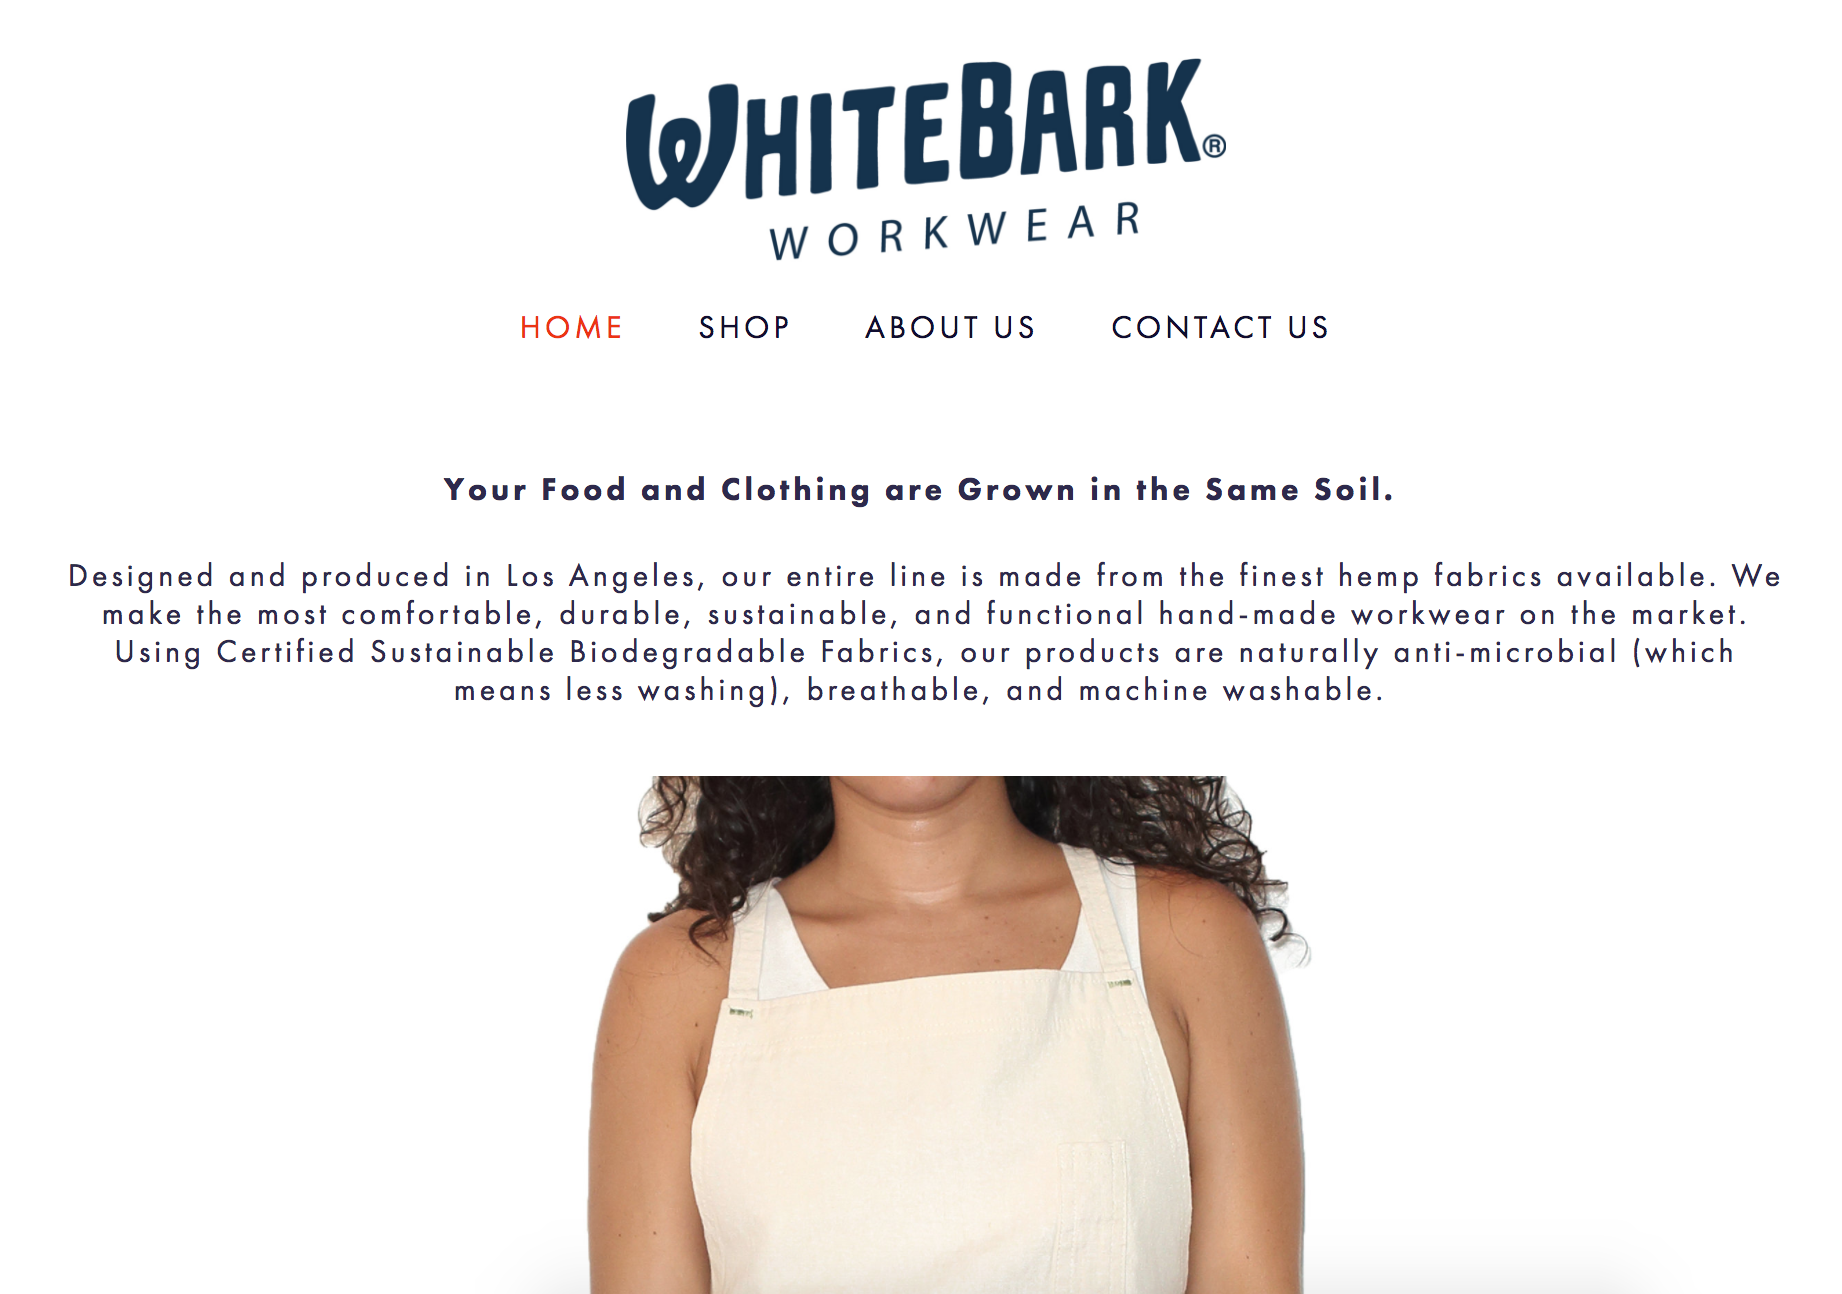 WHITEBARK®
WORKWEAR
HOME SHOP ABOUT US CONTACT US
Your Food and Clothing are Grown in the Same Soil.
Designed and produced in Los Angeles, our entire line is made from the finest hemp fabrics available. We
make the most comfortable, durable, sustainable, and functional hand-made workwear on the market.
Using Certified Sustainable Biodegradable Fabrics, our products are naturally anti-microbial (which
means less washing), breathable, and machine washable.